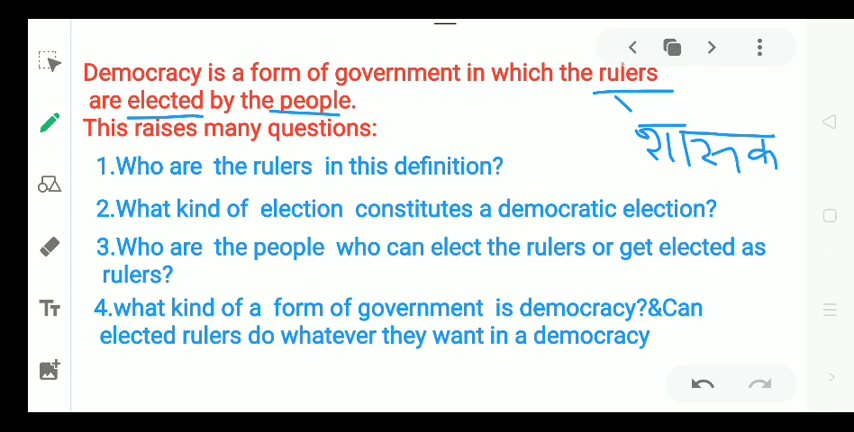 Democracy is a form of government in which the rulers
are elected by the people.
This raises many questions:
शासक
1.Who are the rulers in this definition?
2.What kind of election constitutes a democratic election?
3.Who are the people who can elect the rulers or get elected as
rulers?
4.what kind of a form of government is democracy?&Can
elected rulers do whatever they want in a democracy
TT